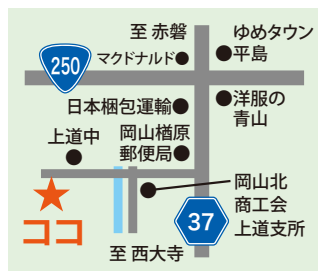 至 赤磐
ゆめタウン
平島
マクドナルド
250
日本梱包運輸
洋服の
青山
上道中
岡山楢原
郵便局
岡山北
商工会
上道支所
37
ココ
至 西大寺